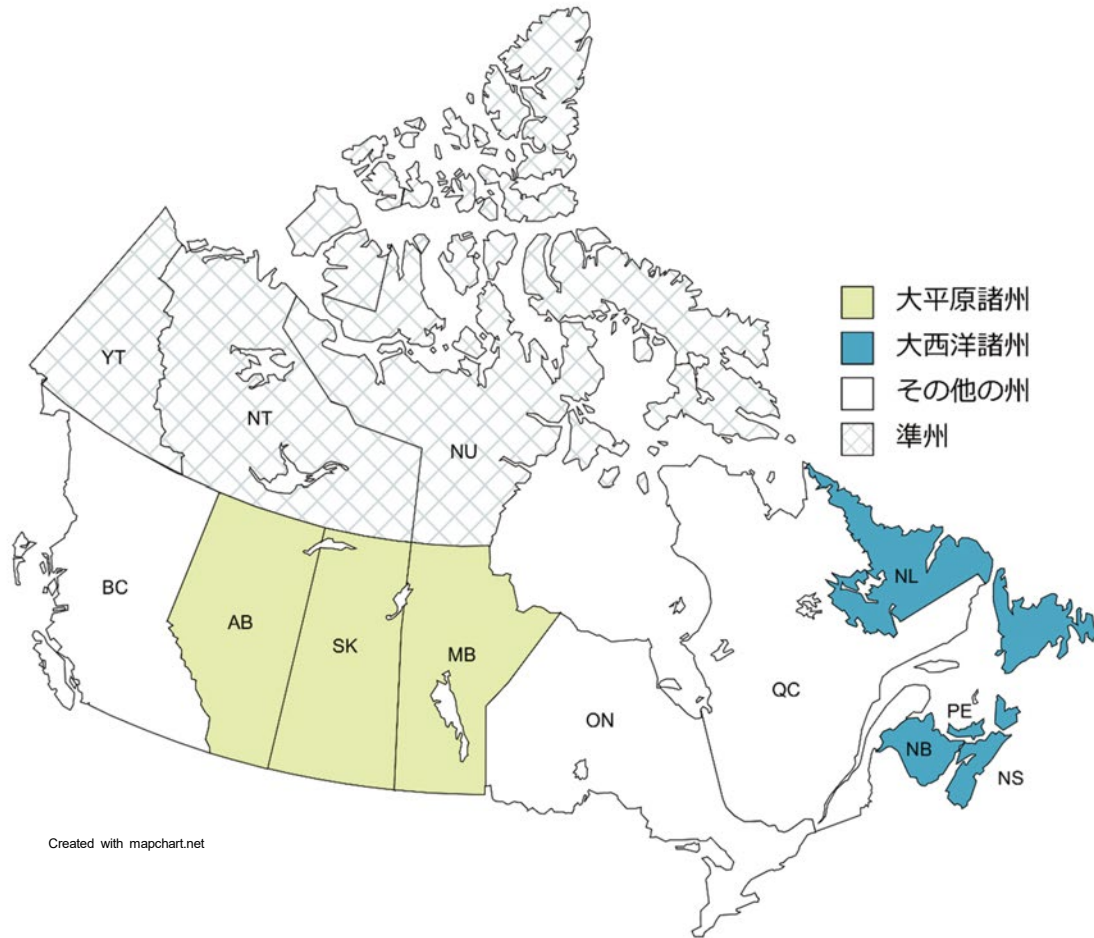 大平原諸州
大西洋諸州
その他の州
準州
YT
NT
NU
BC
AB
SK
MB
ON
QC
NL
PE
NB
NS
Created with mapchart.net